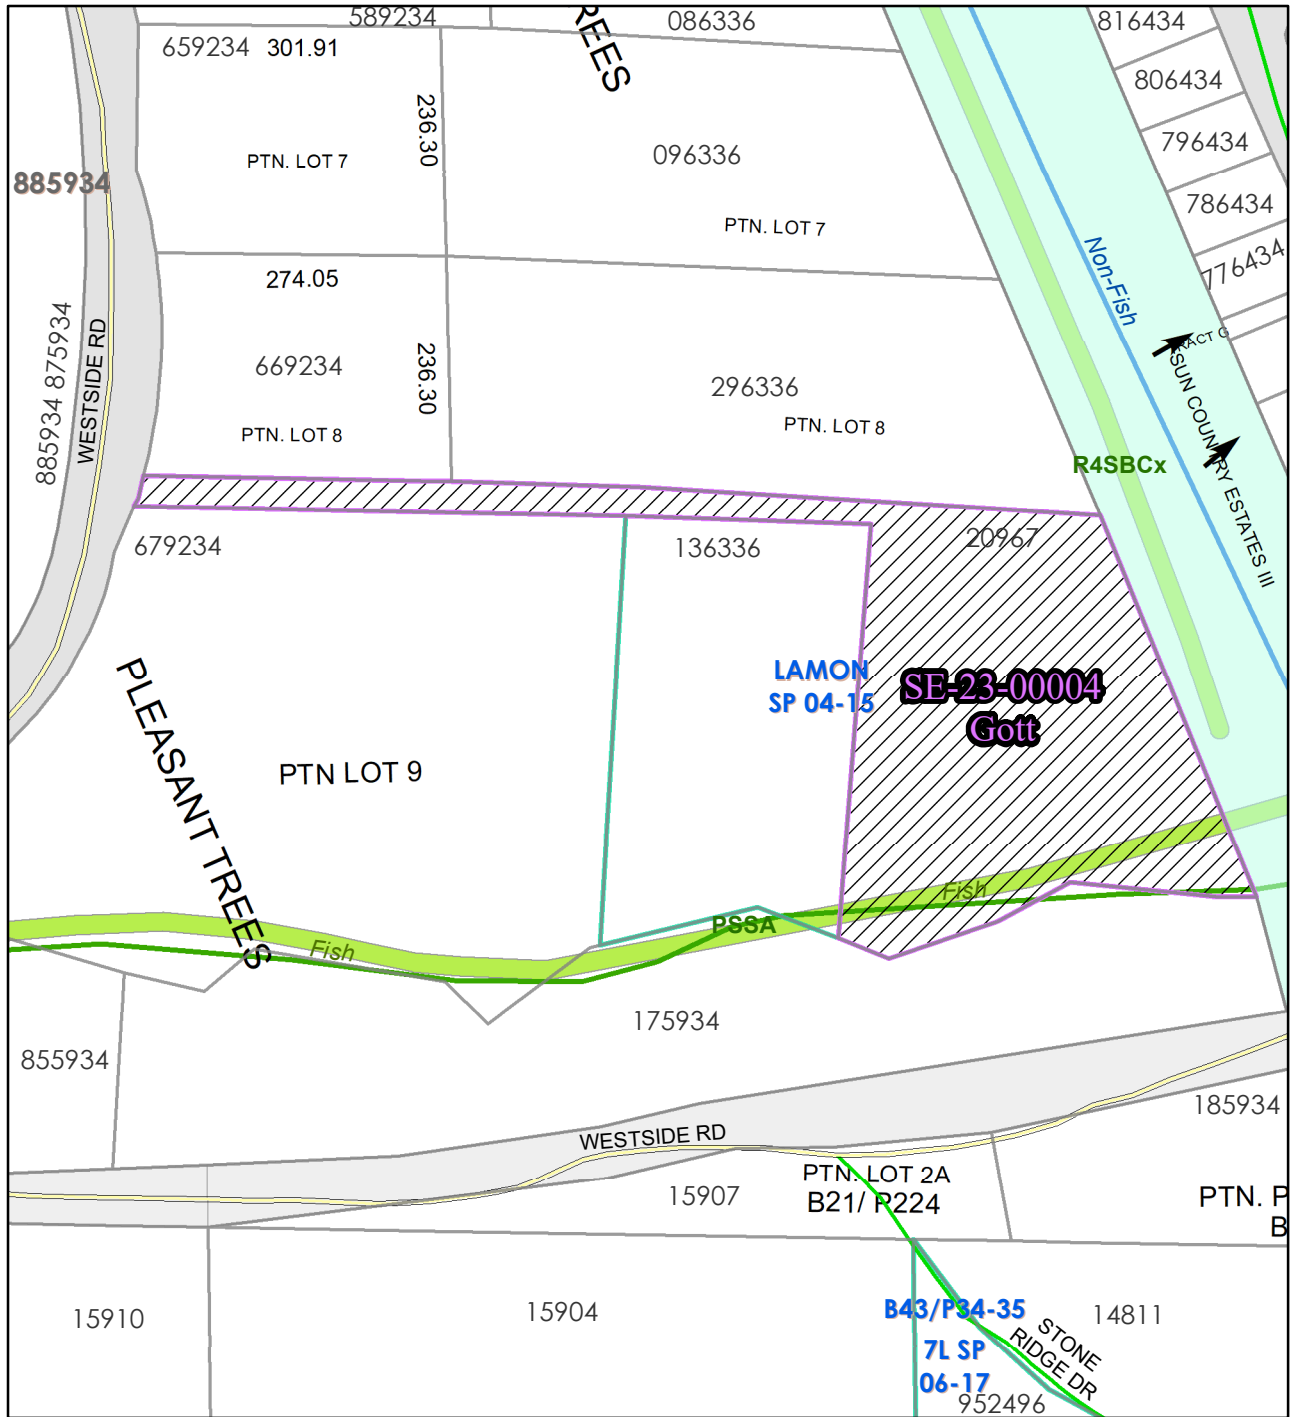 589234
086336
816434
659234 301.91
REES
806434
236.30
796434
PTN. LOT 7
096336
885934
786434
PTN. LOT 7
776434
Non-Fish
274.05
885934 875934
WESTSIDE RD
669234
236.30
296336
TRACT G
SUN COUNTRY ESTATES III
PTN. LOT 8
PTN. LOT 8
R4SBCx
679234
136336
20967
LAMON
SP 04-15
SE-23-00004
Gott
PLEASANT TREES
PTN LOT 9
Fish
PSSA
Fish
175934
855934
185934
WESTSIDE RD
PTN. LOT 2A
B21/ P224
15907
PTN. P
B
15910
15904
B43/P34-35
7L SP
06-17
STONE
RIDGE DR
14811
952496